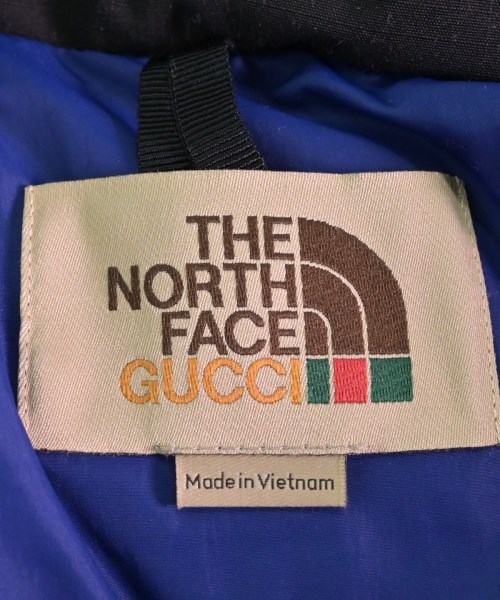 THE
NORTH
FACE
GUCCI
Made in Vietnam